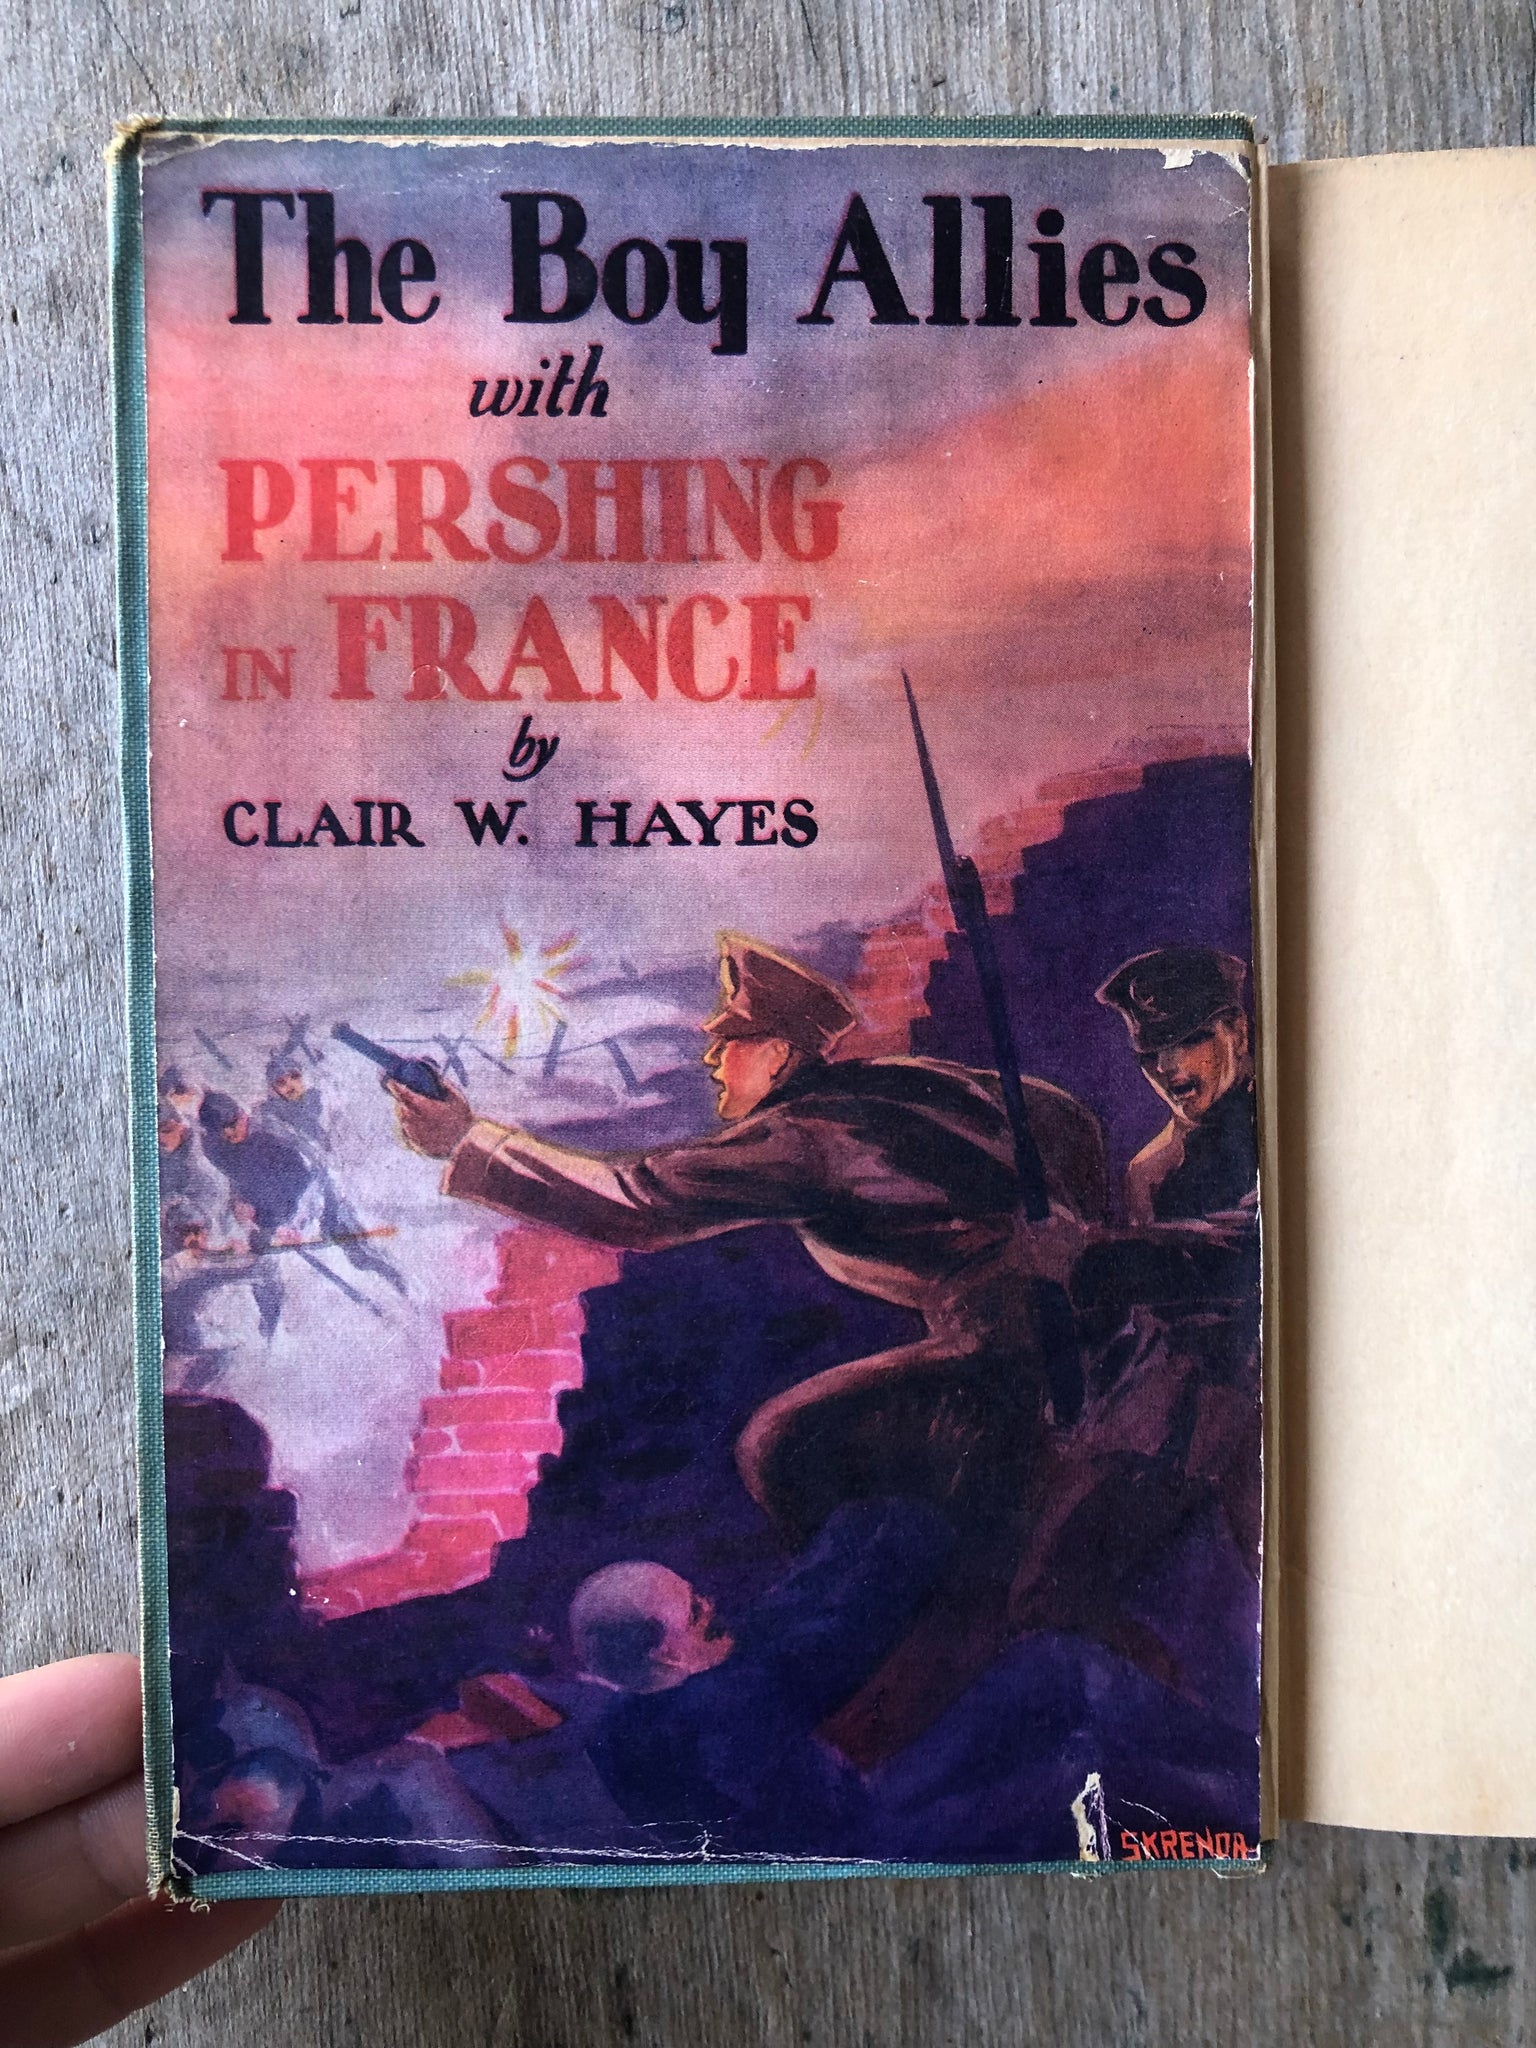 The Boy Allies
with
PERSHING
IN FRANCE
by
CLAIR W. HAYES
SKRENDA